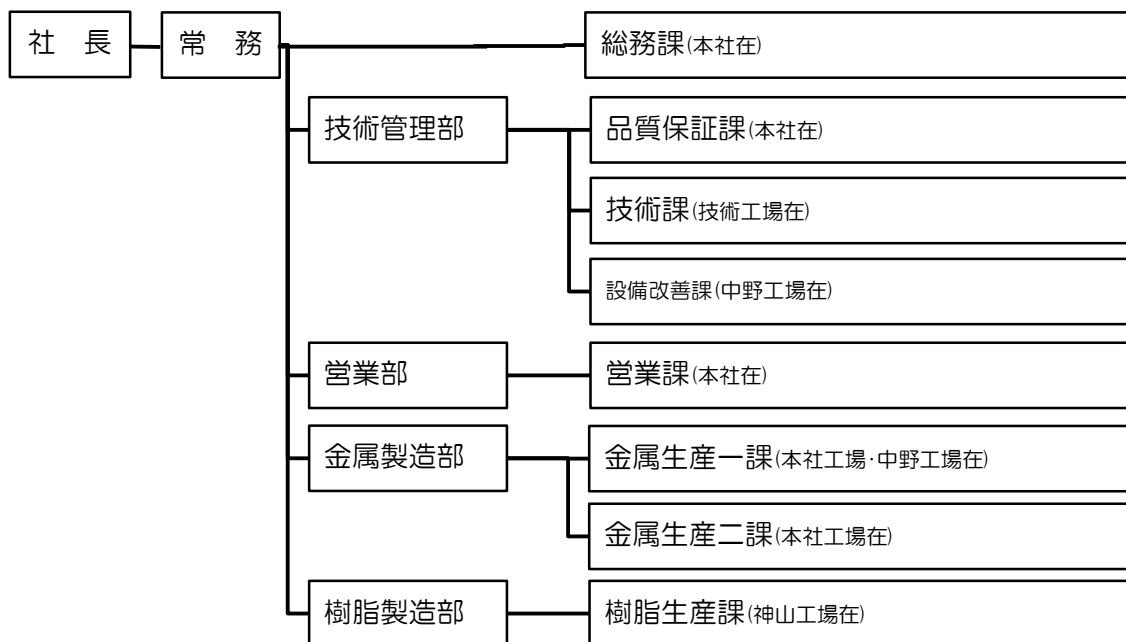 社　長
常　務
総務課(本社在)
技術管理部
品質保証課(本社在)
技術課(技術工場在)
設備改善課(中野工場在)
営業部
営業課(本社在)
金属製造部
金属生産一課(本社工場·中野工場在)
金属生産二課(本社工場在)
樹脂製造部
樹脂生産課(神山工場在)